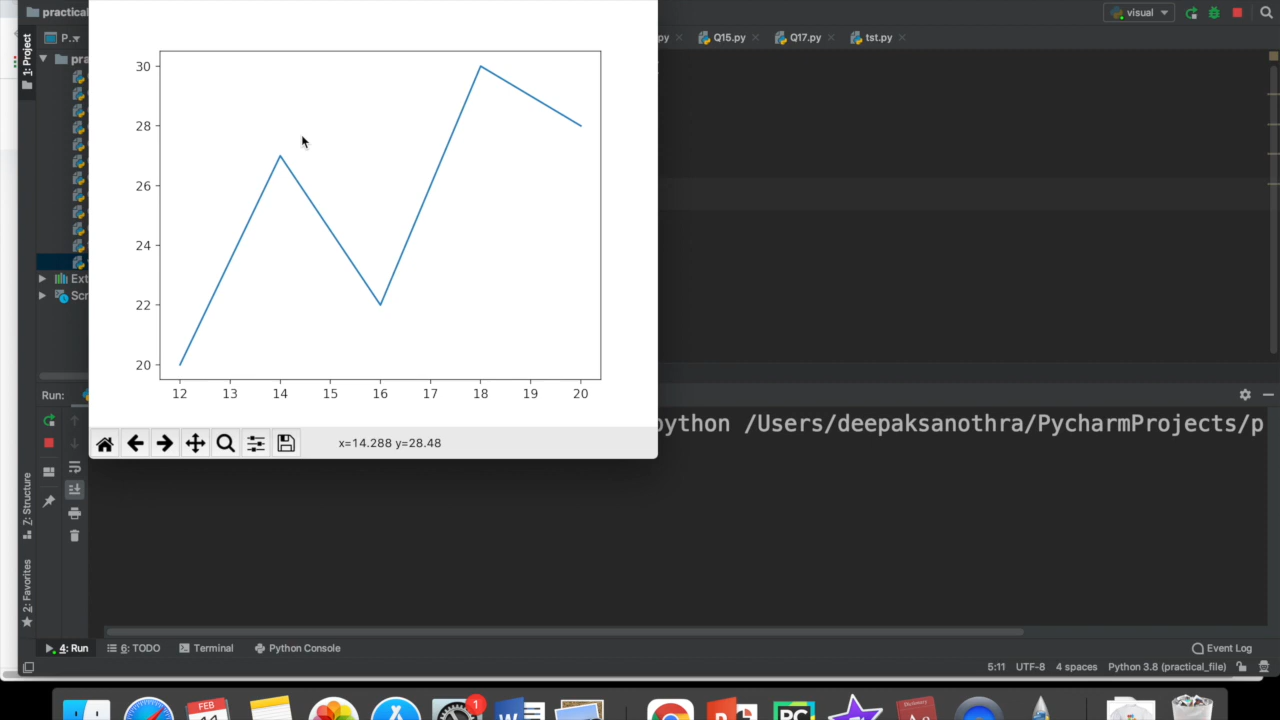 practical
visual
1: Project
P...
pra
py
Q15.py
Q17.py
tst.py
30
28
26
24
22
20
12 13 14 15 16 17 18 19 20
Ext
Scr
x=14.288 y=28.48
Run:
python /Users/deepaksanothra/PycharmProjects/p
Z: Structure
2: Favorites
4: Run
6: TODO
Terminal
Python Console
Event Log
5:11 UTF-8 4 spaces Python 3.8 (practical_file)
FEB
1
W
PC